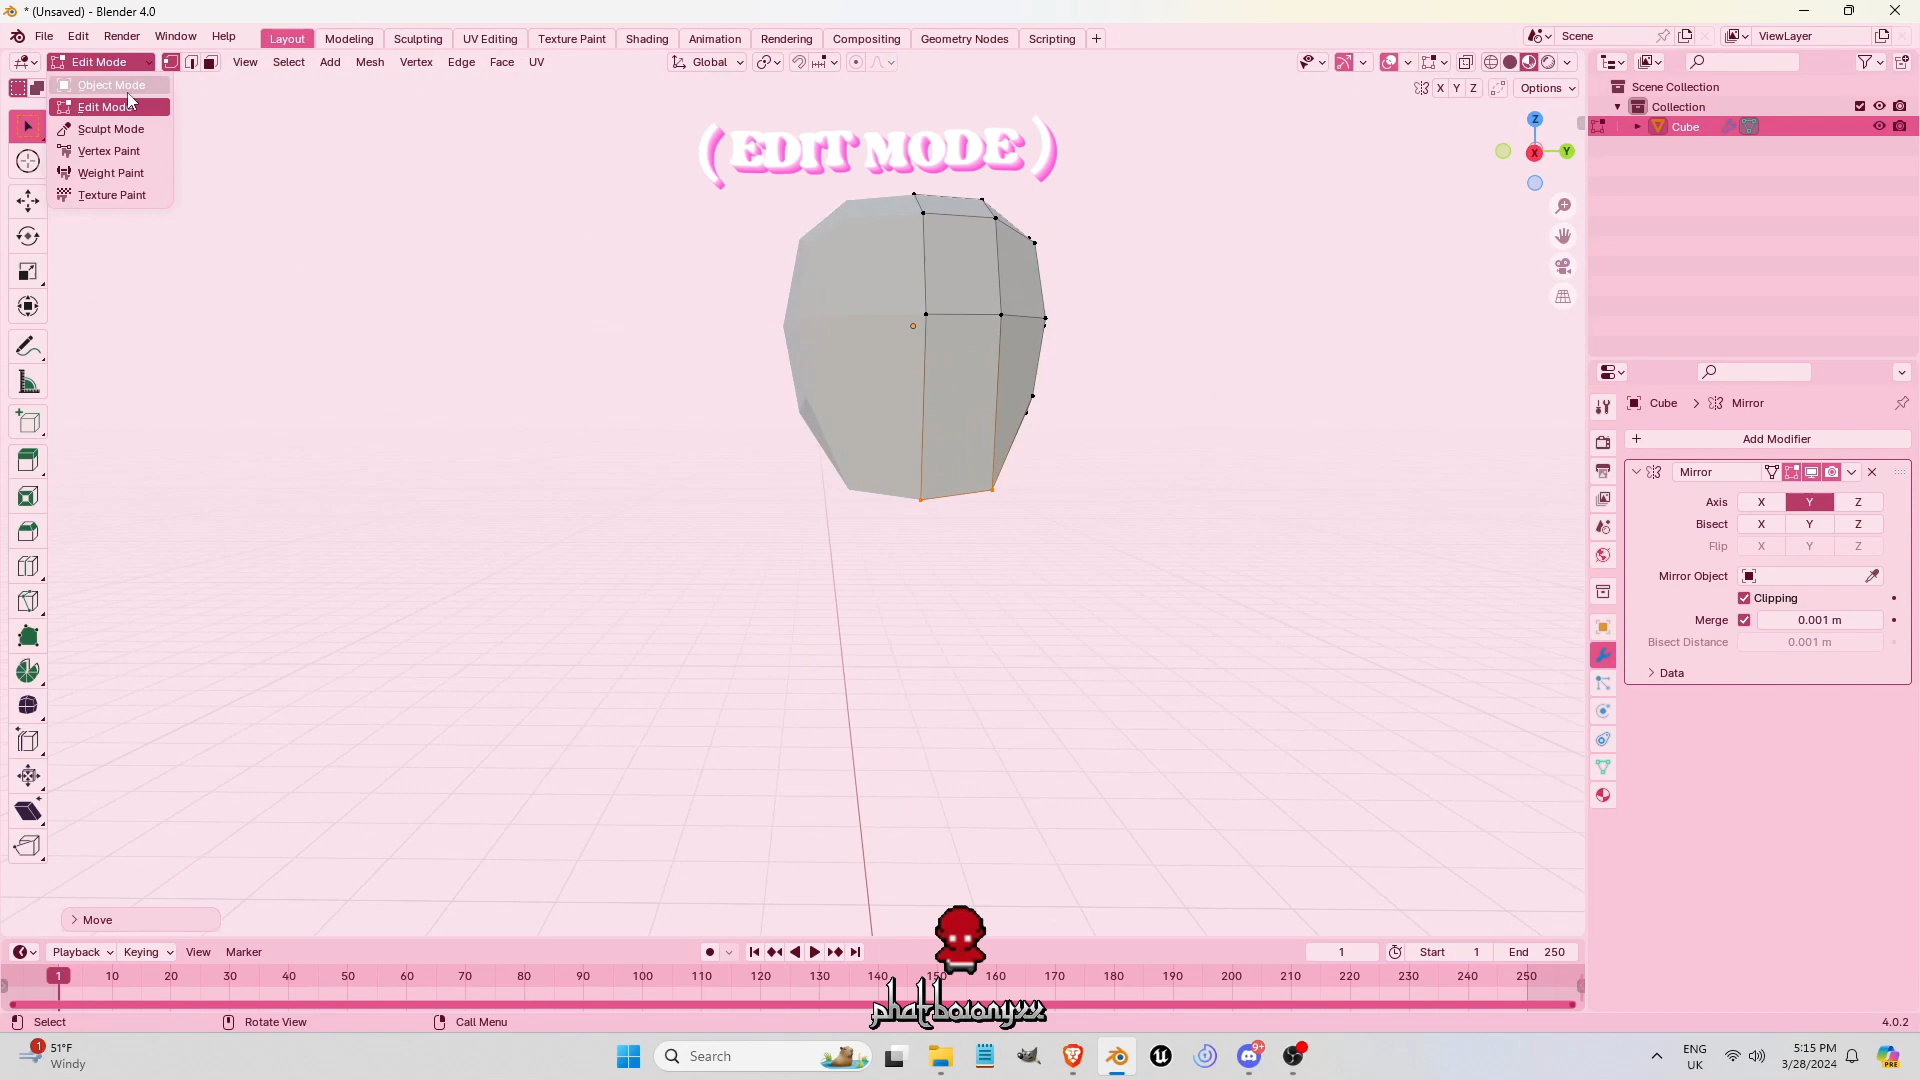 * (Unsaved) - Blender 4.0
File Edit Render Window Help Layout Modeling Sculpting UV Editing Texture Paint Shading Animation Rendering Compositing Geometry Nodes Scripting + Scene ViewLayer
Edit Mode View Select Add Mesh Vertex Edge Face UV Global
X Y Z Options
Object Mode
Edit Mode
Sculpt Mode
Vertex Paint
Weight Paint
Texture Paint
( EDIT MODE )
Z
X
Y
Scene Collection
Collection
Cube
Cube > Mirror
+ Add Modifier
Mirror
Axis X Y Z
Bisect X Y Z
Flip X Y Z
Mirror Object
Clipping
Merge 0.001 m
Bisect Distance 0.001 m
> Data
> Move
Playback Keying View Marker 1 Start 1 End 250
1 10 20 30 40 50 60 70 80 90 100 110 120 130 140 150 160 170 180 190 200 210 220 230 240 250
phatboionyxx
Select Rotate View Call Menu 4.0.2
1 51°F
Windy
Search
9+
ENG
UK
5:15 PM
3/28/2024
PRE